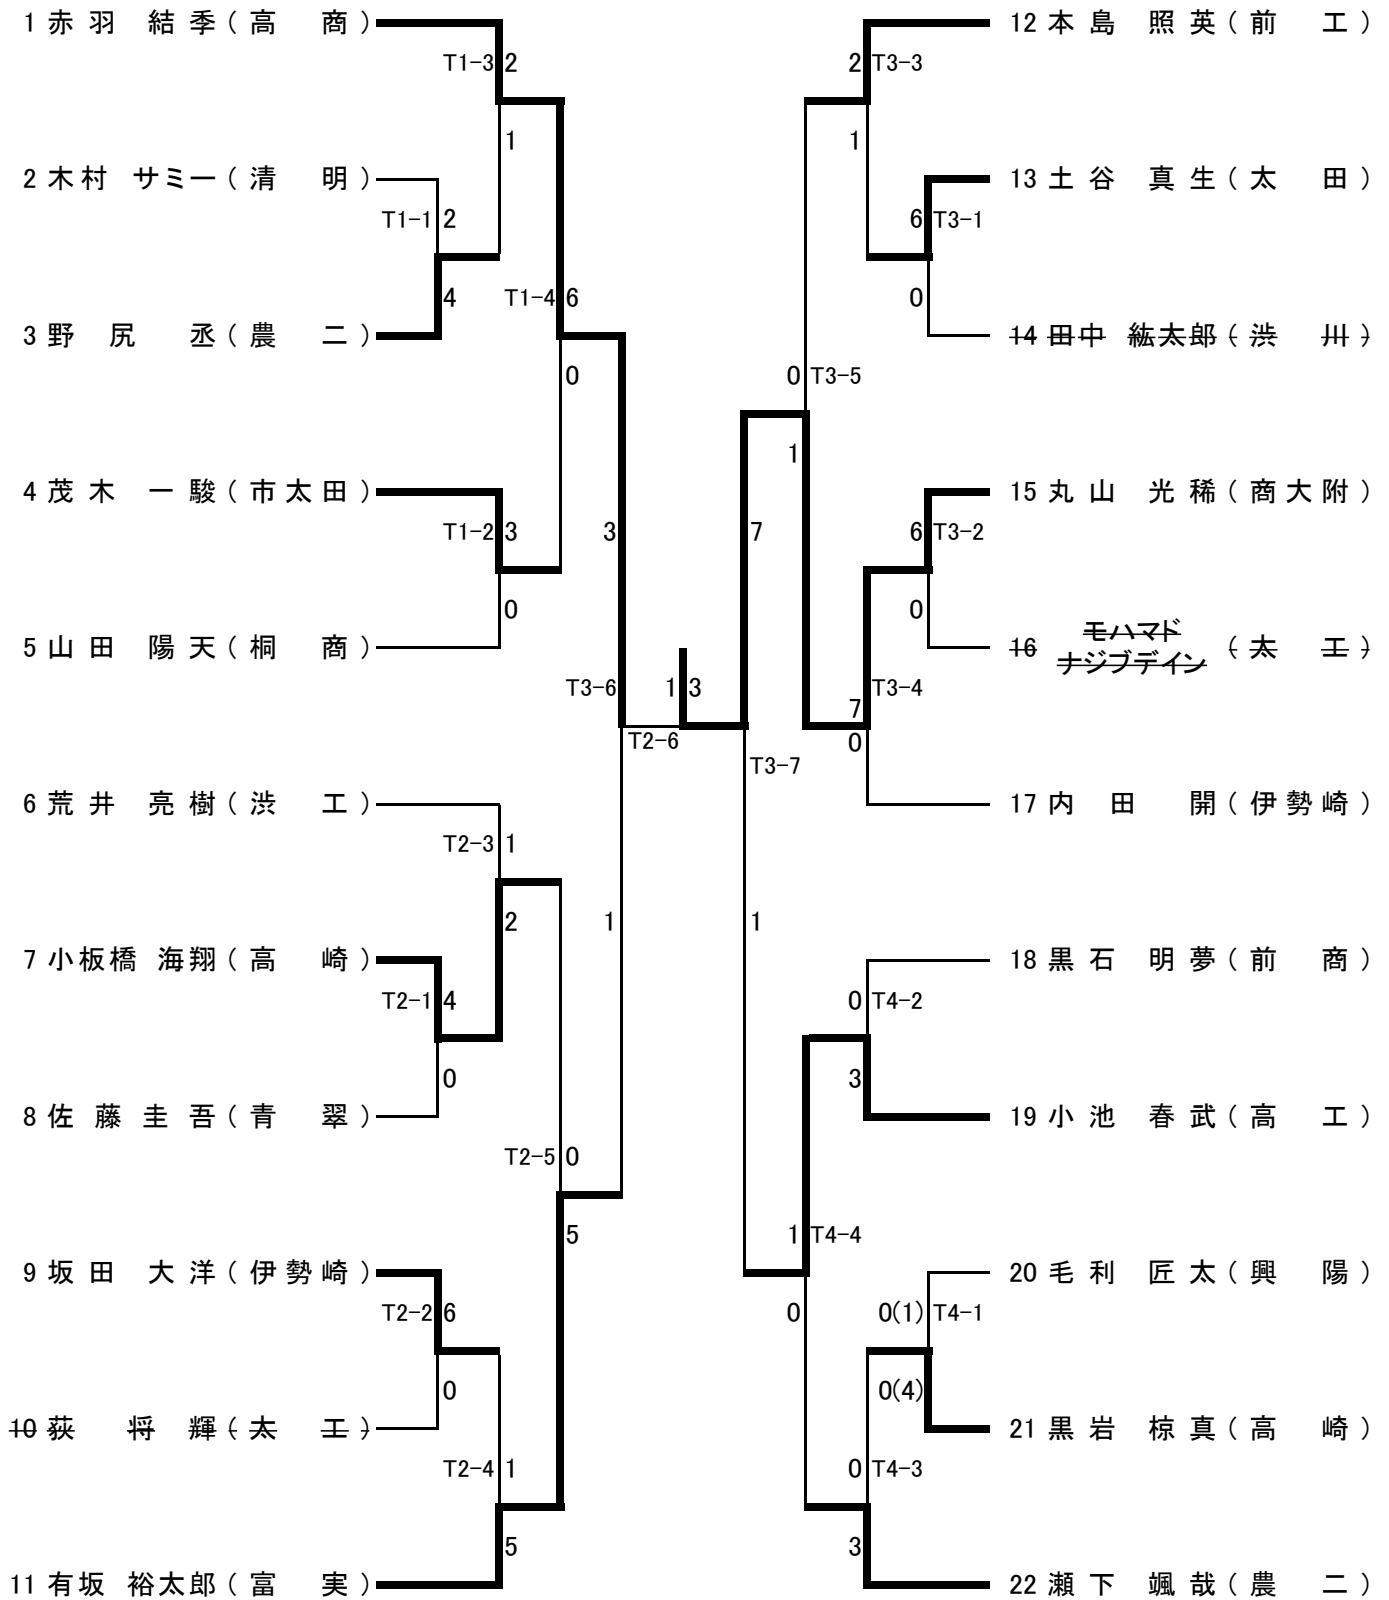 1 赤羽 結季(高 商)
T1-3 2
1
2 木村 サミー(清 明)
T1-1 2
4
3 野尻 丞(農 二)
T1-4 6
0
4 茂木 一駿(市太田)
T1-2 3
0
5 山田 陽天(桐 商)
3
T3-6
1
6 荒井 亮樹(渋 工)
T2-3 1
2
7 小板橋 海翔(高 崎)
T2-1 4
0
8 佐藤圭吾(青 翠)
T2-5 0
5
9 坂田 大洋(伊勢崎)
T2-2 6
0
10 荻 将輝(太 工)
T2-4 1
5
11 有坂 裕太郎(富 実)
1 3
T2-6
12 本島 照英(前 工)
2 T3-3
1
13 土谷 真生(太 田)
6 T3-1
0
14 田中 紘太郎(渋 川)
0 T3-5
1
15 丸山 光稀(商大附)
6 T3-2
0
16 モハマド
ナジブデイン(太 工)
7 T3-4
0
17 内田 開(伊勢崎)
7
T3-7
1
18 黒石 明夢(前 商)
0 T4-2
3
19 小池 春武(高 工)
1 T4-4
0
20 毛利 匠太(興 陽)
0(1) T4-1
0(4)
21 黒岩 椋真(高 崎)
0 T4-3
3
22 瀬下 颯哉(農 二)